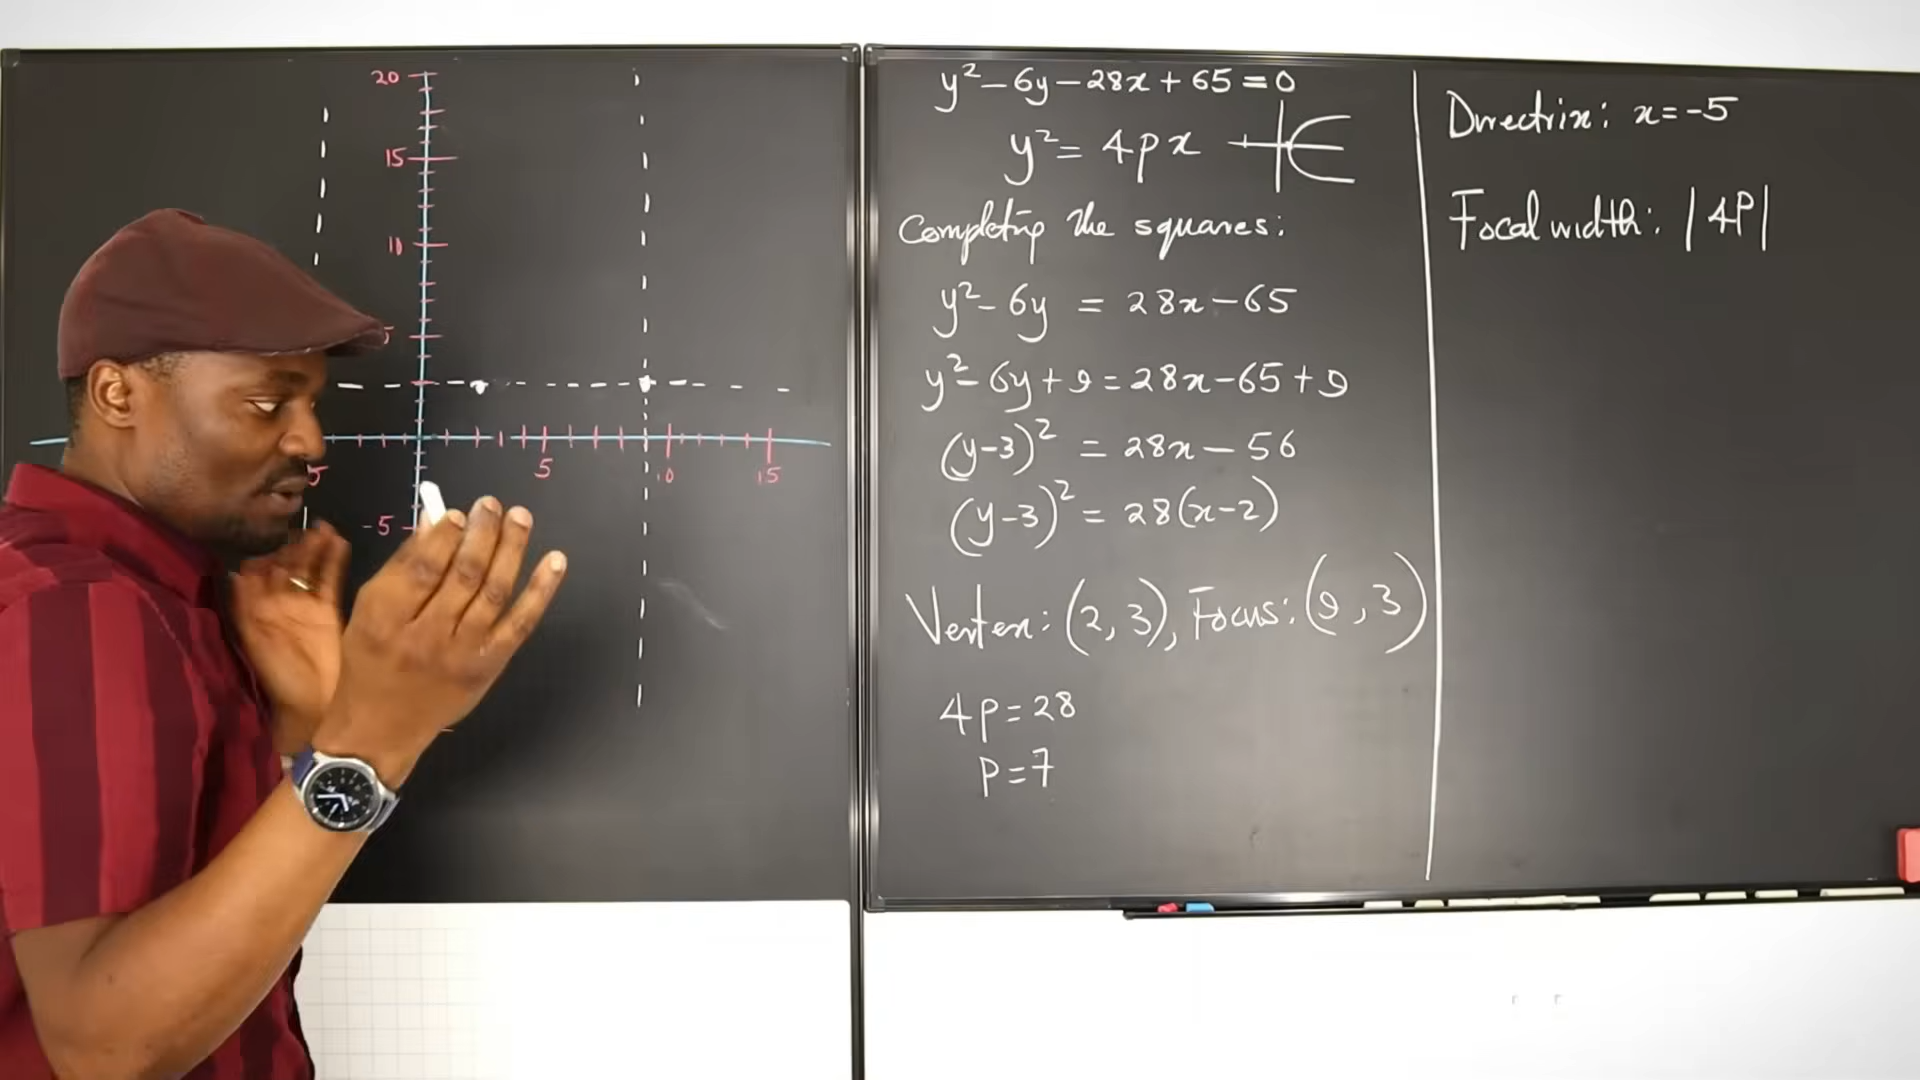 20
15
10
5
5
5
10
15
-5
y² - 6y - 28x + 65 = 0
y² = 4px
Completing the squares:
y² - 6y = 28x - 65
y² - 6y + 9 = 28x - 65 + 9
(y-3)² = 28x - 56
(y-3)² = 28(x-2)
Vertex: (2, 3), Focus: (9, 3)
4p = 28
p = 7
Directrix: x = -5
Focal width: |4P|